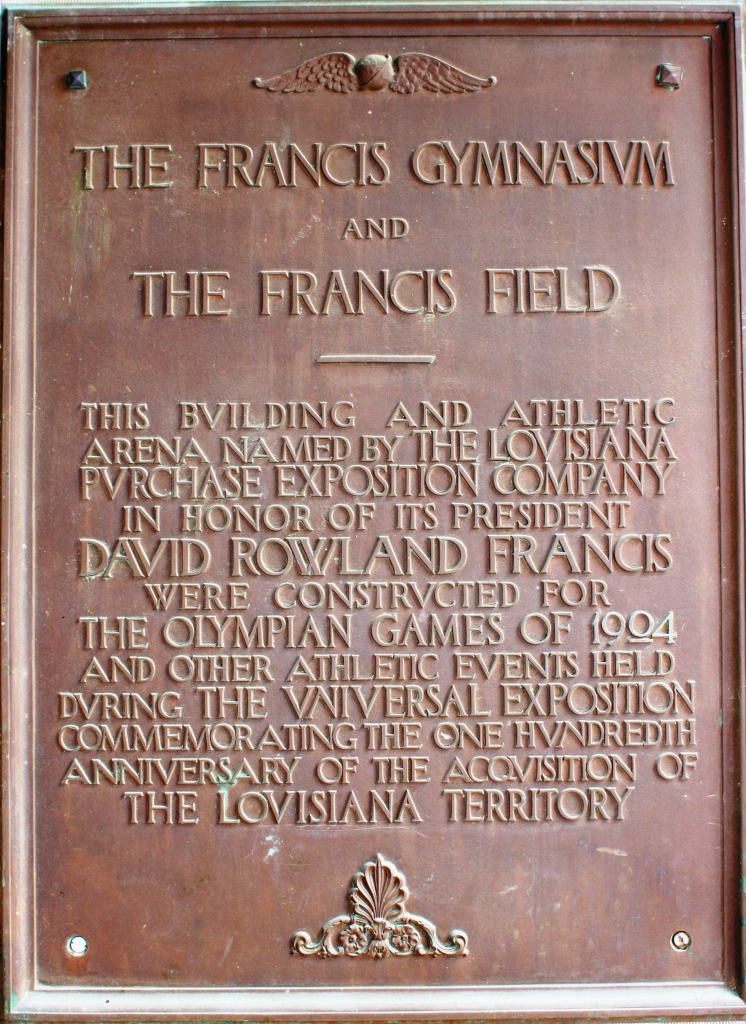 THE FRANCIS GYMNASIVM
AND
THE FRANCIS FIELD
THIS BVILDING AND ATHLETIC
ARENA NAMED BY THE LOVISIANA
PVRCHASE EXPOSITION COMPANY
IN HONOR OF ITS PRESIDENT
DAVID ROWLAND FRANCIS
WERE CONSTRVCTED FOR
THE OLYMPIAN GAMES OF 1904
AND OTHER ATHLETIC EVENTS HELD
DVRING THE VNIVERSAL EXPOSITION
COMMEMORATING THE ONE HVNDREDTH
ANNIVERSARY OF THE ACQVISITION OF
THE LOVISIANA TERRITORY